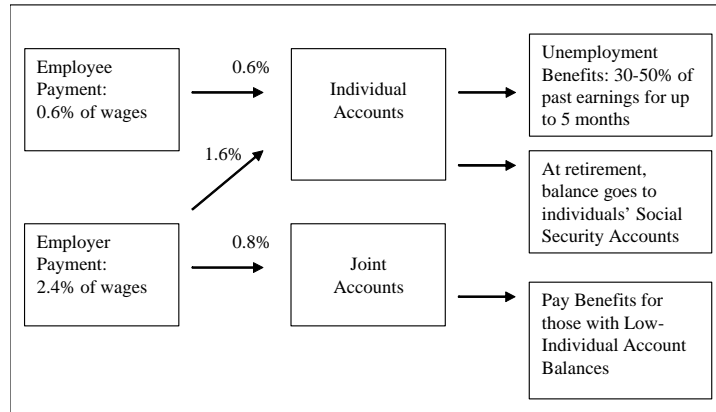 Employee
Payment:
0.6% of wages
0.6%
Individual
Accounts
Unemployment
Benefits: 30-50% of
past earnings for up
to 5 months
1.6%
At retirement,
balance goes to
individuals’ Social
Security Accounts
Employer
Payment:
2.4% of wages
0.8%
Joint
Accounts
Pay Benefits for
those with Low-
Individual Account
Balances